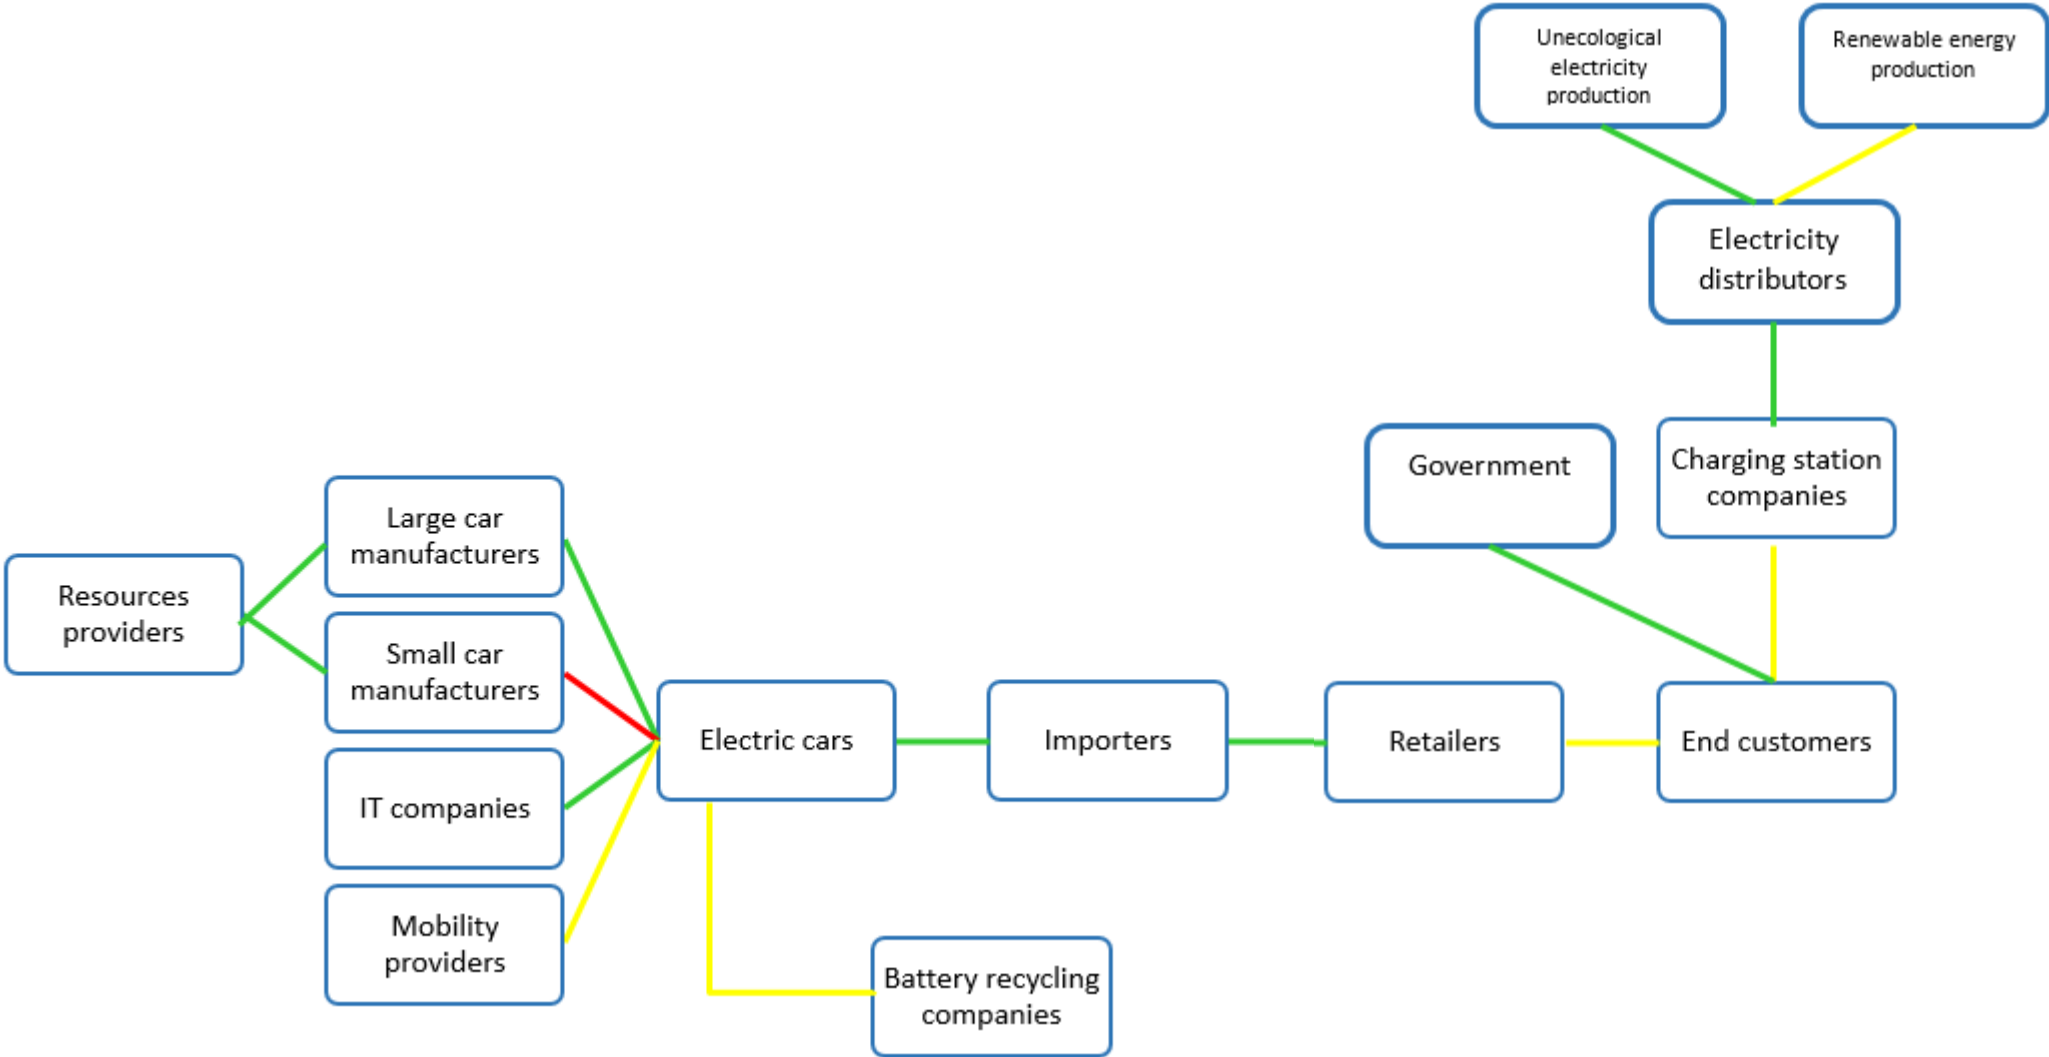 Unecological
electricity
production
Renewable energy
production
Electricity
distributors
Government
Charging station
companies
Large car
manufacturers
Resources
providers
Small car
manufacturers
Electric cars
Importers
Retailers
End customers
IT companies
Mobility
providers
Battery recycling
companies